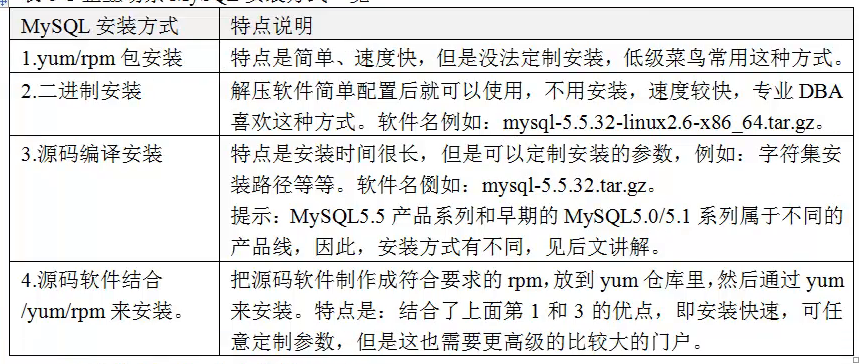 MySQL 安装方式
特点说明
1.yum/rpm 包安装
特点是简单、速度快，但是没法定制安装，低级菜鸟常用这种方式。
2.二进制安装
解压软件简单配置后就可以使用，不用安装，速度较快，专业 DBA
喜欢这种方式。软件名例如：mysql-5.5.32-linux2.6-x86_64.tar.gz。
3.源码编译安装
特点是安装时间很长，但是可以定制安装的参数，例如：字符集安
装路径等等。软件名例如：mysql-5.5.32.tar.gz。
提示：MySQL5.5 产品系列和早期的 MySQL5.0/5.1 系列属于不同的
产品线，因此，安装方式有不同，见后文讲解。
4.源码软件结合
/yum/rpm 来安装。
把源码软件制作成符合要求的 rpm，放到 yum 仓库里，然后通过 yum
来安装。特点是：结合了上面第 1 和 3 的优点，即安装快速，可任
意定制参数，但是这也需要更高级的比较大的门户。